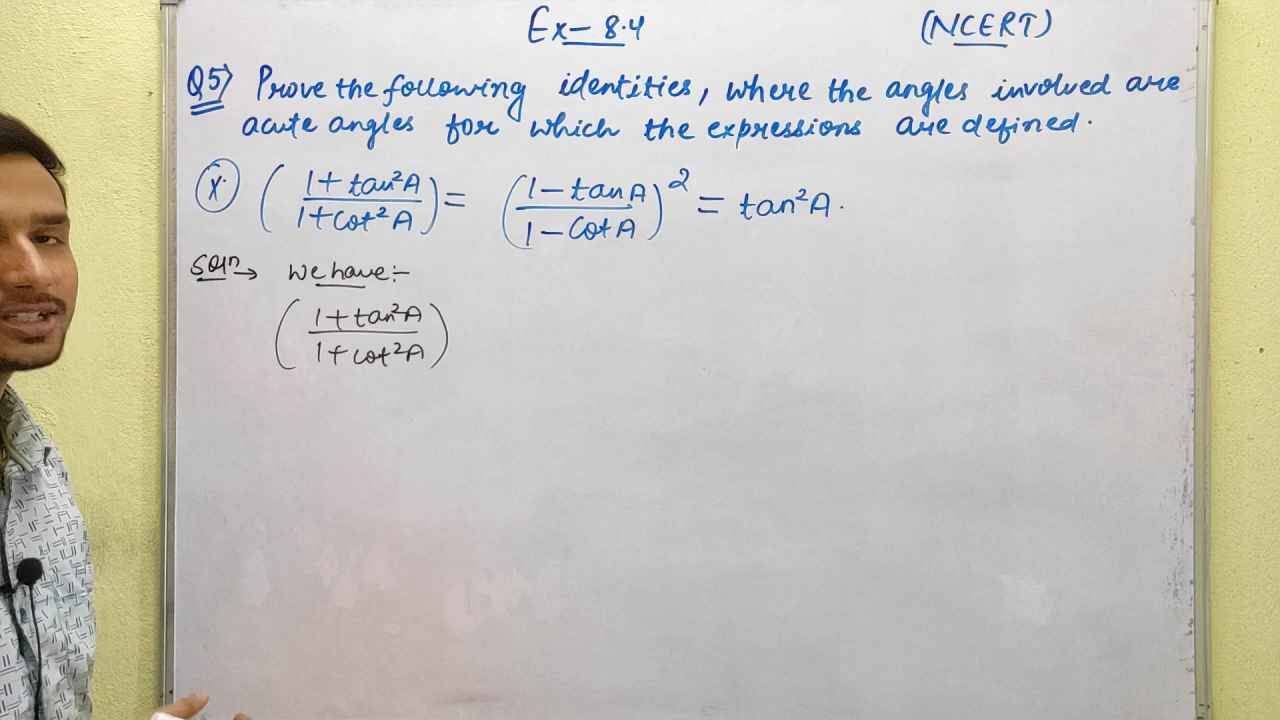 Ex-8.4 (NCERT)
Q5) Prove the following identities, where the angles involved are
acute angles for which the expressions are defined.
(x.) ((1+tan²A)/(1+cot²A)) = ((1-tanA)/(1-cotA))² = tan²A.
Solⁿ→ We have:-
((1+tan²A)/(1+cot²A))